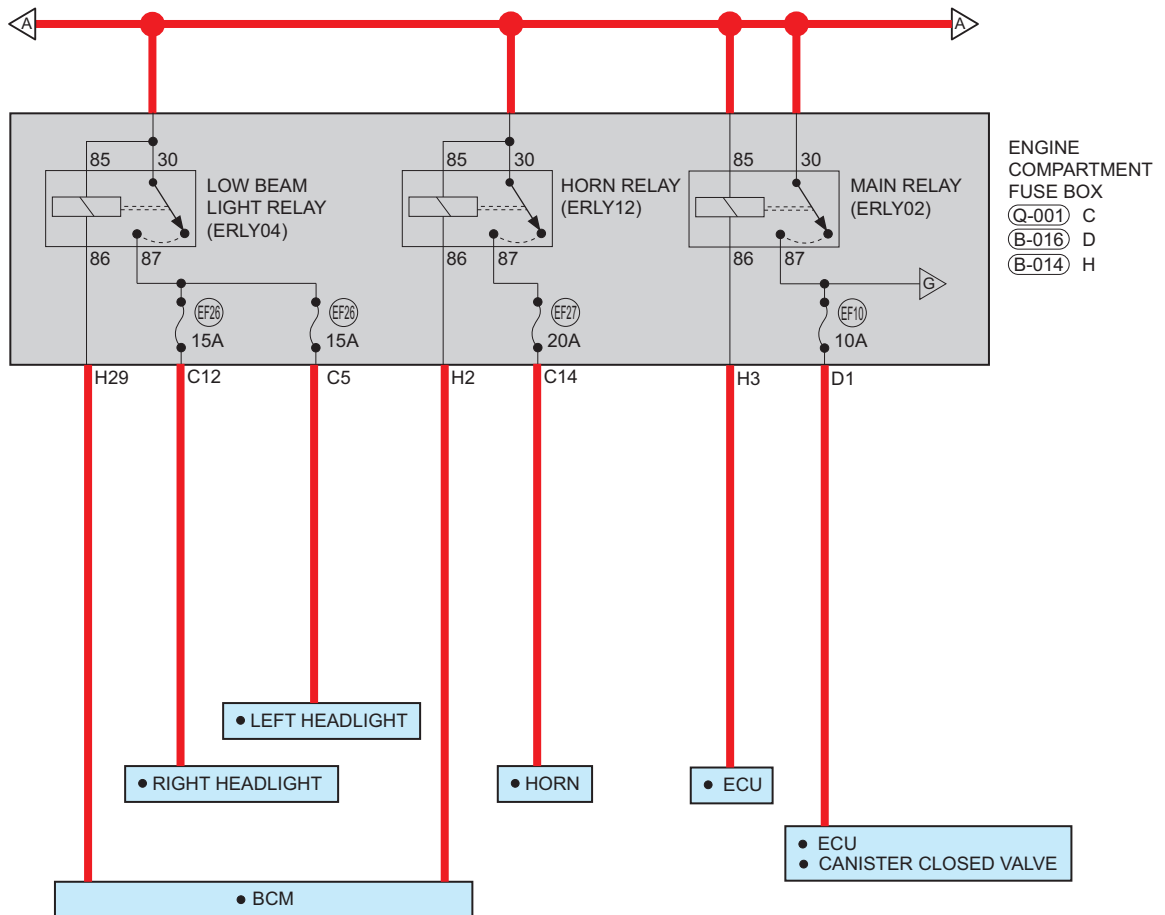 A
A
85
30
LOW BEAM
LIGHT RELAY
(ERLY04)
86
87
EF26
15A
EF26
15A
85
30
HORN RELAY
(ERLY12)
86
87
EF27
20A
85
30
MAIN RELAY
(ERLY02)
86
87
G
EF10
10A
ENGINE
COMPARTMENT
FUSE BOX
Q-001 C
B-016 D
B-014 H
H29
C12
C5
H2
C14
H3
D1
• LEFT HEADLIGHT
• RIGHT HEADLIGHT
• HORN
• ECU
• ECU
• CANISTER CLOSED VALVE
• BCM